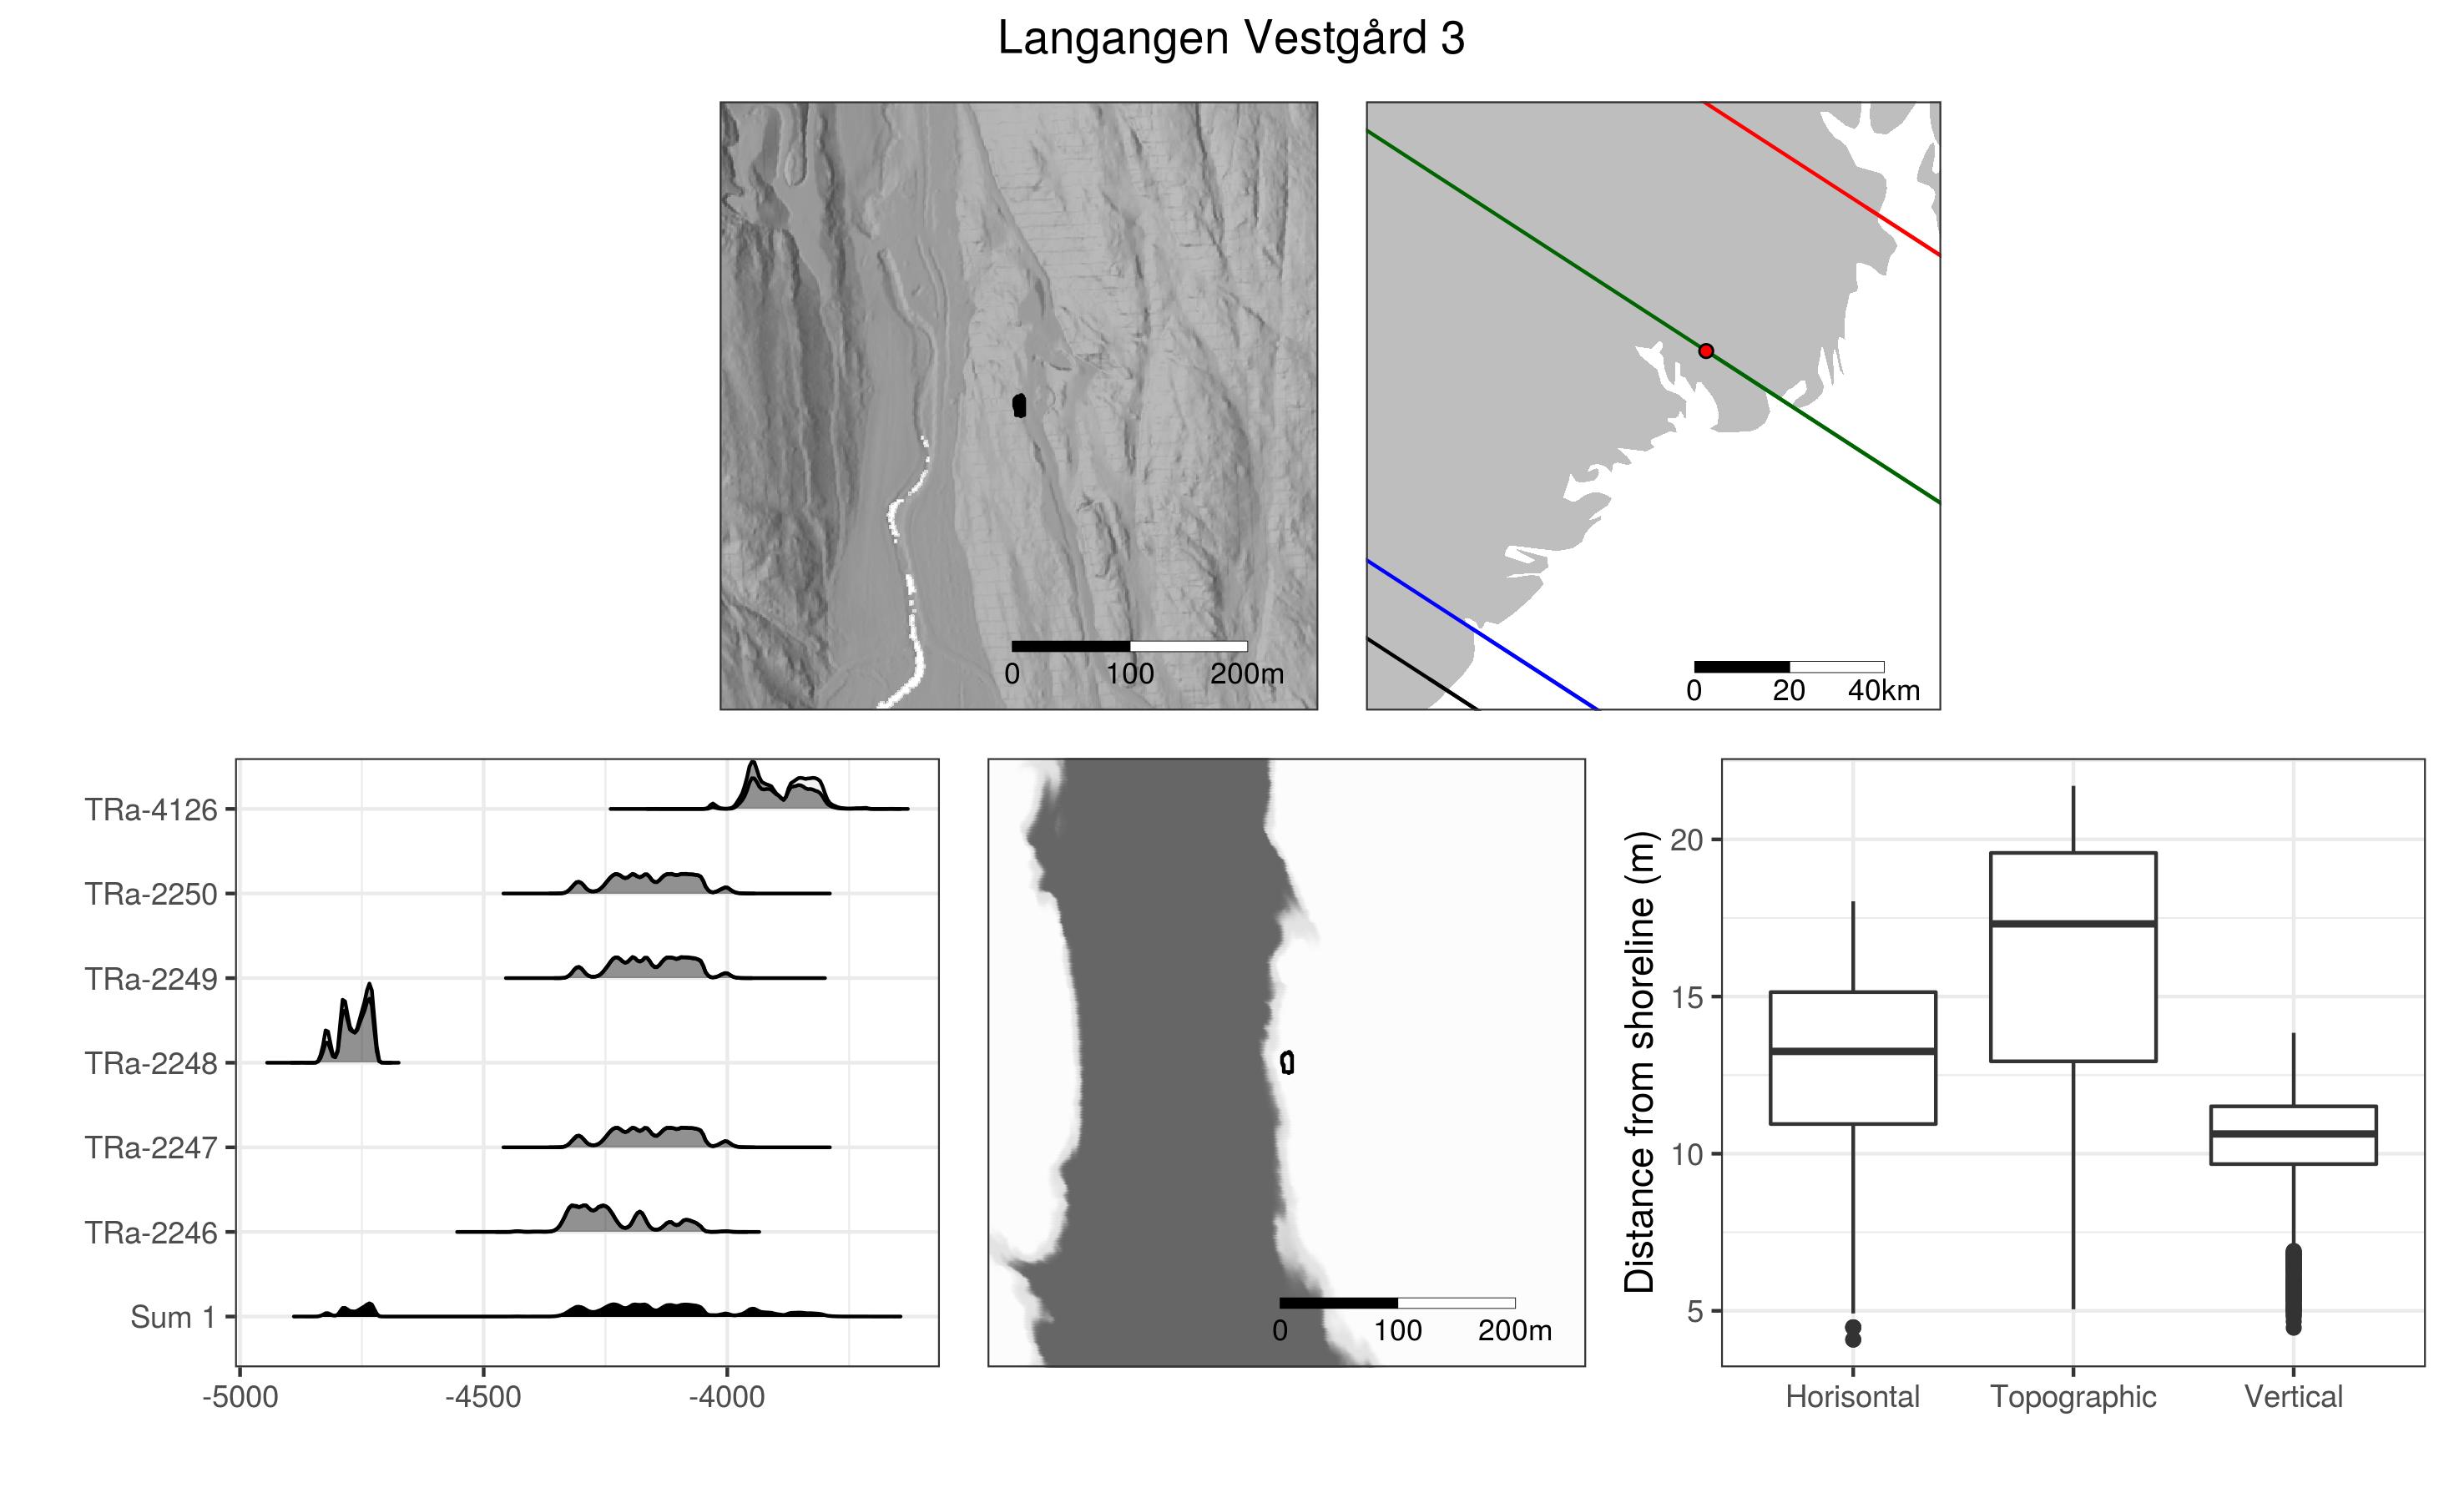 Langangen Vestgård 3
0 100 200m
0 20 40km
TRa-4126
TRa-2250
TRa-2249
TRa-2248
TRa-2247
TRa-2246
Sum 1
-5000 -4500 -4000
0 100 200m
Distance from shoreline (m)
20
15
10
5
Horisontal Topographic Vertical